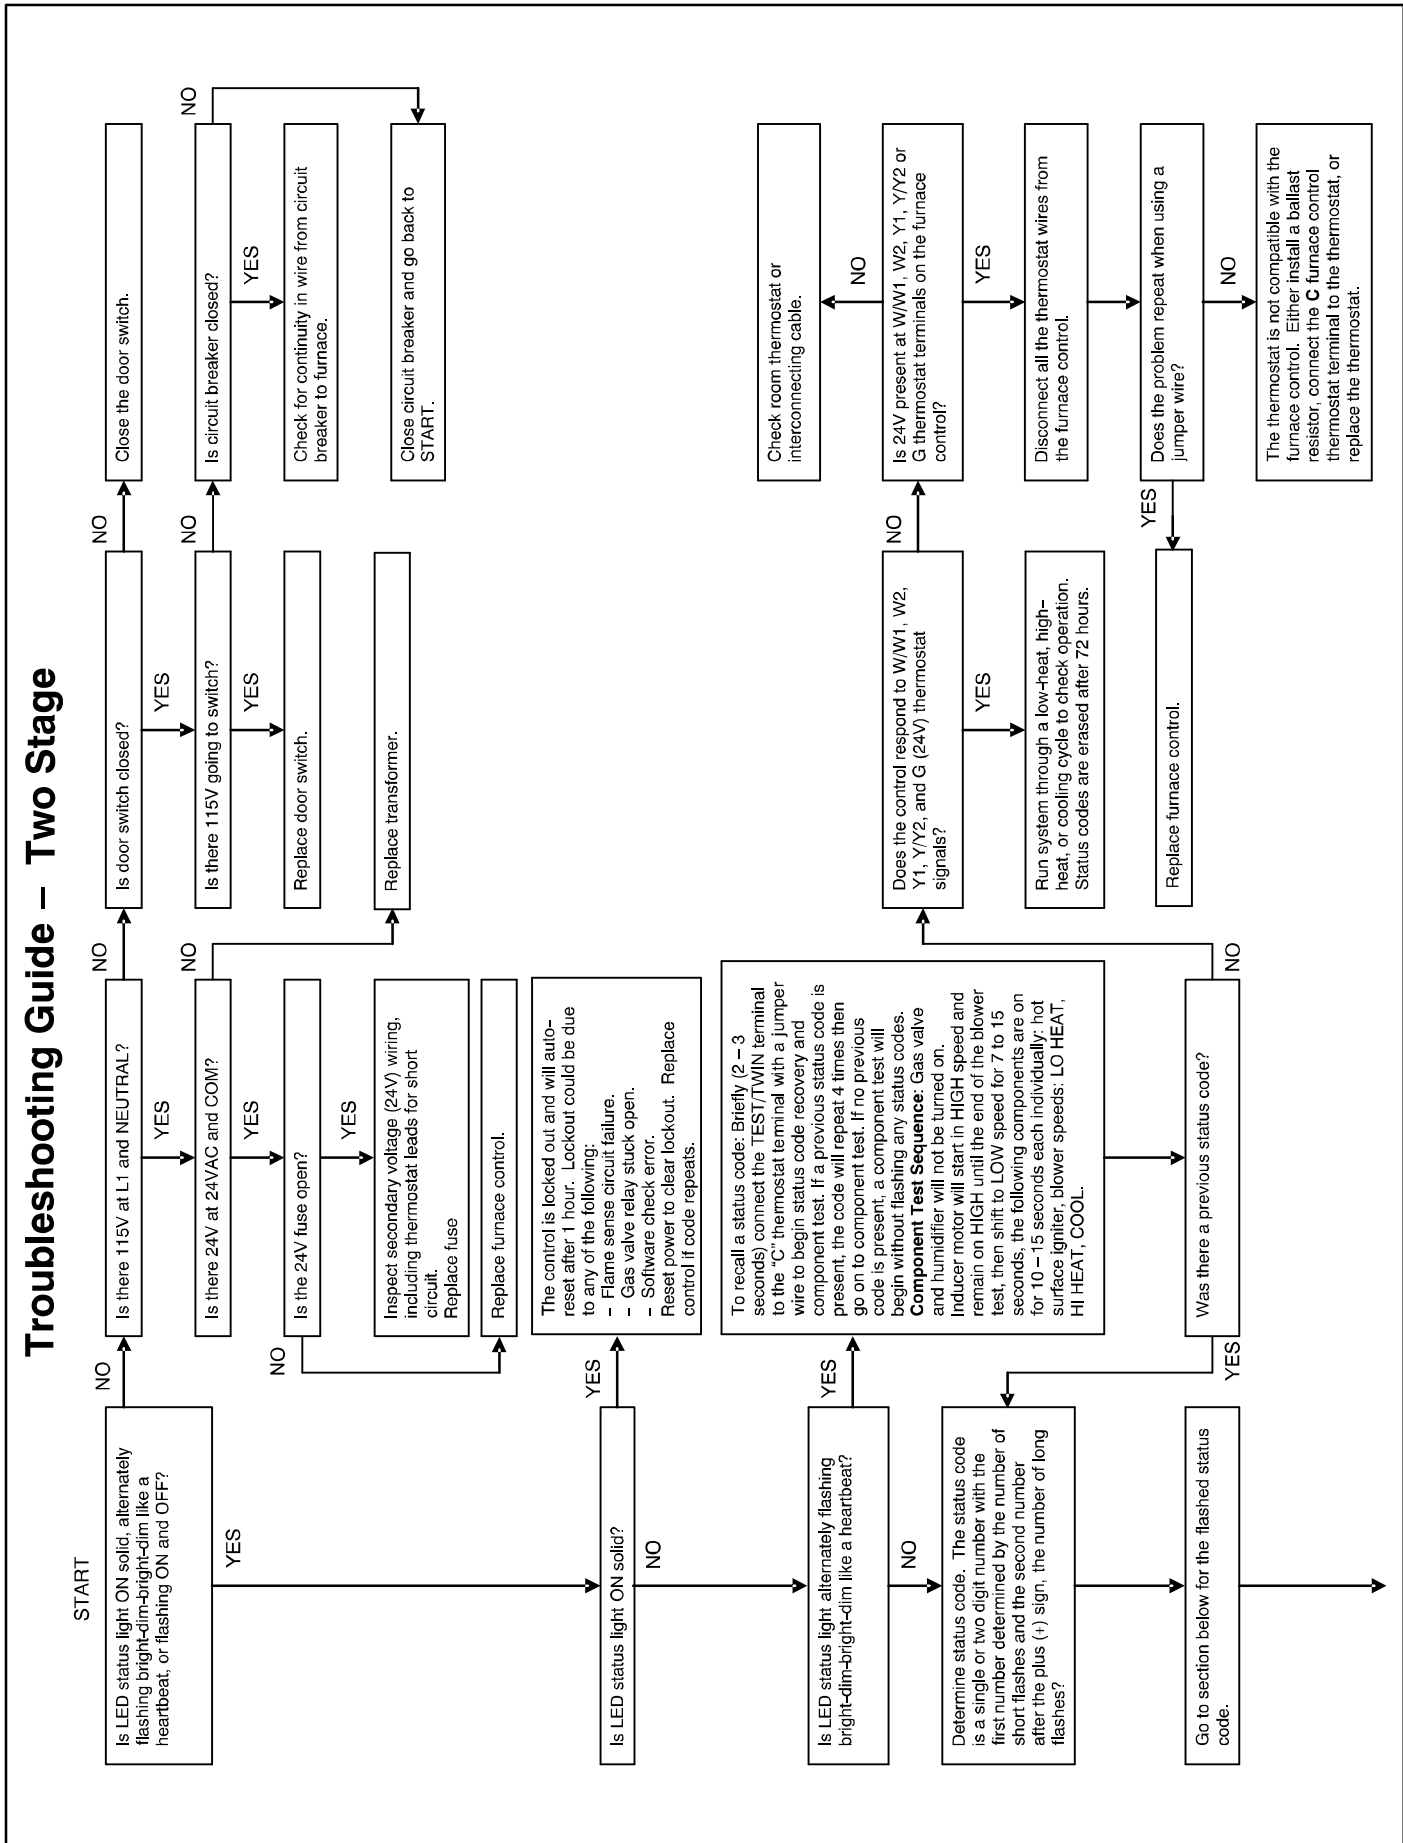 Troubleshooting Guide – Two Stage
START
Is LED status light ON solid, alternately
flashing bright-dim-bright-dim like a
heartbeat, or flashing ON and OFF?
NO
YES
Is there 115V at L1 and NEUTRAL?
NO
YES
Is door switch closed?
NO
YES
Close the door switch.
Is there 24V at 24VAC and COM?
NO
YES
Is there 115V going to switch?
NO
YES
Is circuit breaker closed?
NO
YES
Is the 24V fuse open?
NO
YES
Replace door switch.
Check for continuity in wire from circuit
breaker to furnace.
Inspect secondary voltage (24V) wiring,
including thermostat leads for short
circuit.
Replace fuse
Replace transformer.
Close circuit breaker and go back to
START.
Replace furnace control.
Is LED status light ON solid?
YES
NO
The control is locked out and will auto–
reset after 1 hour. Lockout could be due
to any of the following:
– Flame sense circuit failure.
– Gas valve relay stuck open.
– Software check error.
Reset power to clear lockout. Replace
control if code repeats.
Is LED status light alternately flashing
bright-dim-bright-dim like a heartbeat?
YES
NO
To recall a status code: Briefly (2 – 3
seconds) connect the TEST/TWIN terminal
to the “C” thermostat terminal with a jumper
wire to begin status code recovery and
component test. If a previous status code is
present, the code will repeat 4 times then
go on to component test. If no previous
code is present, a component test will
begin without flashing any status codes.
Component Test Sequence: Gas valve
and humidifier will not be turned on.
Inducer motor will start in HIGH speed and
remain on HIGH until the end of the blower
test, then shift to LOW speed for 7 to 15
seconds, the following components are on
for 10 – 15 seconds each individually: hot
surface igniter, blower speeds: LO HEAT,
HI HEAT, COOL.
Determine status code. The status code
is a single or two digit number with the
first number determined by the number of
short flashes and the second number
after the plus (+) sign, the number of long
flashes?
Was there a previous status code?
YES
NO
Go to section below for the flashed status
code.
Does the control respond to W/W1, W2,
Y1, Y/Y2, and G (24V) thermostat
signals?
NO
YES
Run system through a low-heat, high–
heat, or cooling cycle to check operation.
Status codes are erased after 72 hours.
Check room thermostat or
interconnecting cable.
NO
Is 24V present at W/W1, W2, Y1, Y/Y2 or
G thermostat terminals on the furnace
control?
YES
Disconnect all the thermostat wires from
the furnace control.
Does the problem repeat when using a
jumper wire?
YES
NO
Replace furnace control.
The thermostat is not compatible with the
furnace control. Either install a ballast
resistor, connect the C furnace control
thermostat terminal to the thermostat, or
replace the thermostat.